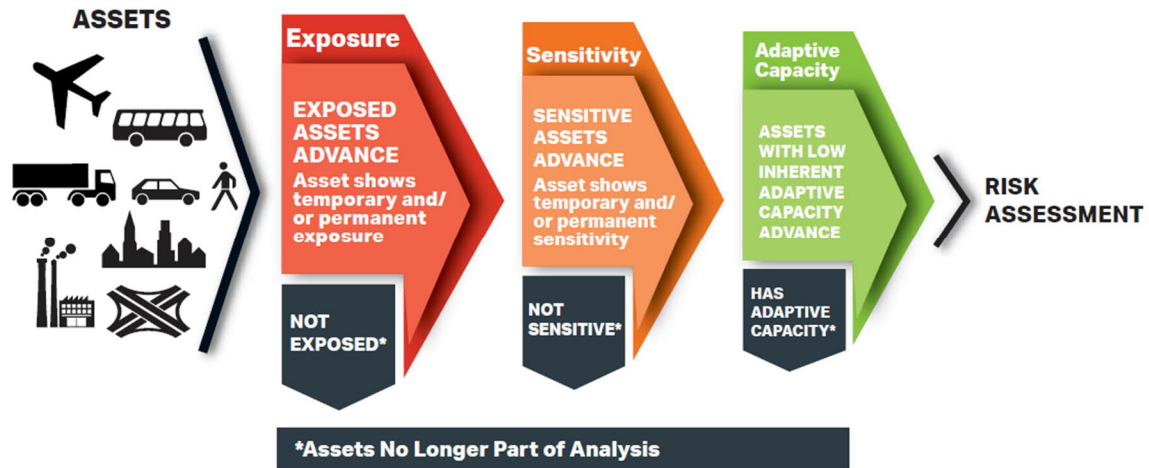 ASSETS
Exposure
EXPOSED
ASSETS
ADVANCE
Asset shows
temporary and/
or permanent
exposure
NOT
EXPOSED*
Sensitivity
SENSITIVE
ASSETS
ADVANCE
Asset shows
temporary and/
or permanent
sensitivity
NOT
SENSITIVE*
Adaptive
Capacity
ASSETS
WITH LOW
INHERENT
ADAPTIVE
CAPACITY
ADVANCE
HAS
ADAPTIVE
CAPACITY*
RISK
ASSESSMENT
*Assets No Longer Part of Analysis